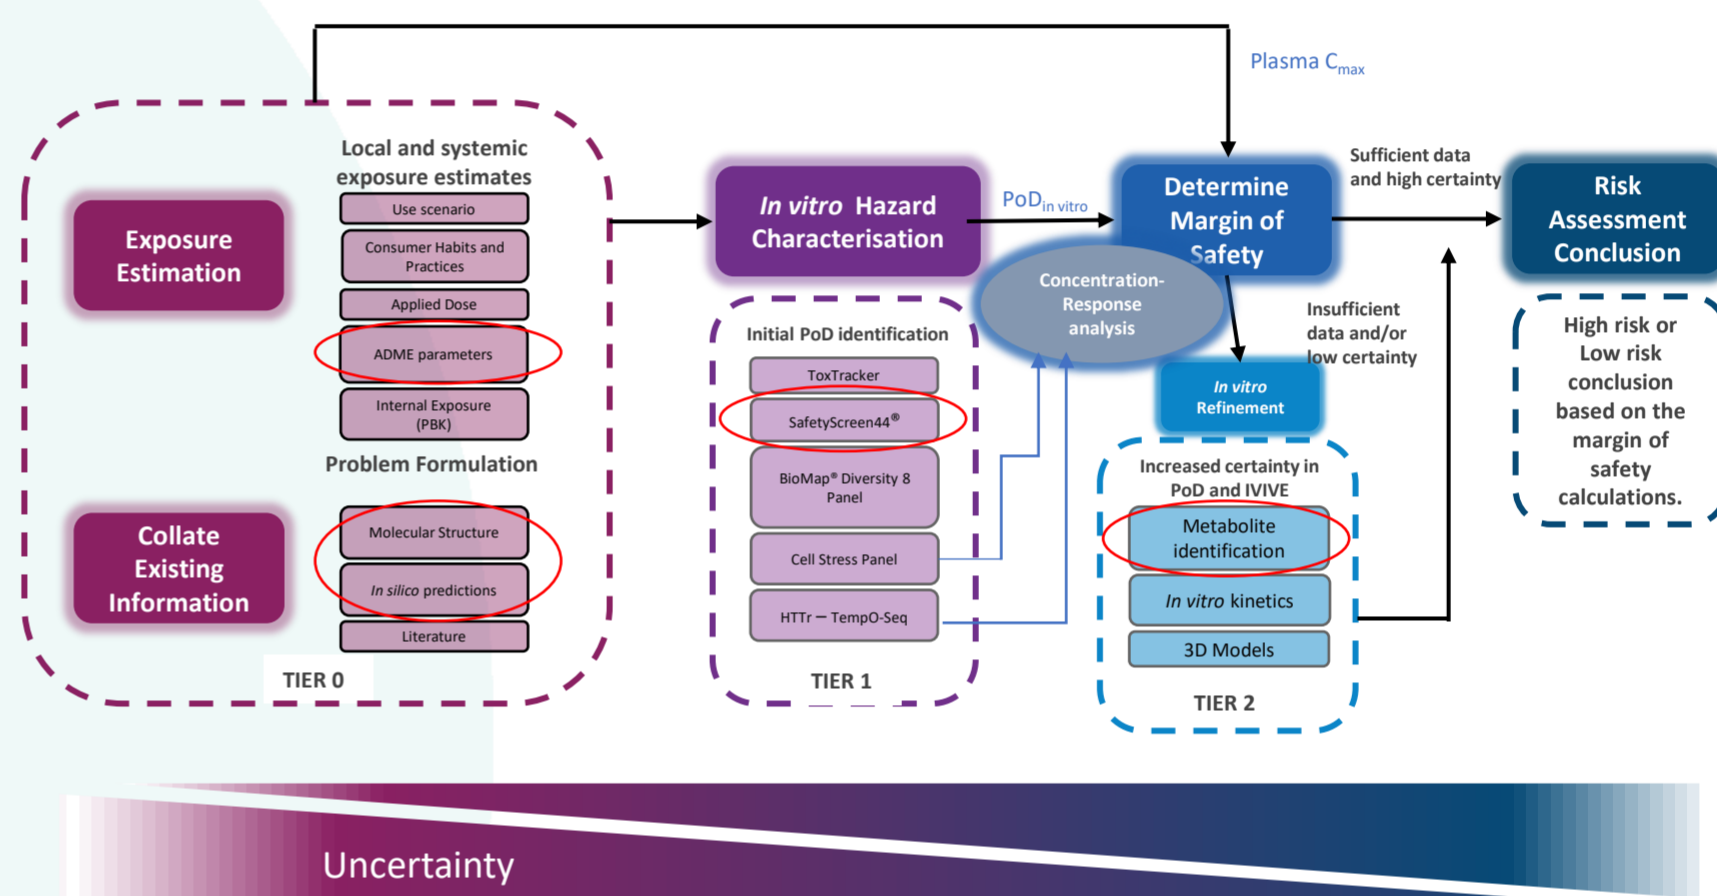 Plasma Cmax
Local and systemic
exposure estimates
Exposure
Estimation
Use scenario
Consumer Habits and
Practices
Applied Dose
ADME parameters
Internal Exposure
(PBK)
Problem Formulation
Collate
Existing
Information
Molecular Structure
In silico predictions
Literature
TIER 0
In vitro Hazard
Characterisation
PoDin vitro
Initial PoD identification
ToxTracker
SafetyScreen44®
BioMap® Diversity 8
Panel
Cell Stress Panel
HTTr – TempO-Seq
TIER 1
Determine
Margin of
Safety
Concentration-
Response
analysis
Sufficient data
and high certainty
Insufficient
data and/or
low certainty
In vitro
Refinement
Increased certainty in
PoD and IVIVE
Metabolite
identification
In vitro kinetics
3D Models
TIER 2
Risk
Assessment
Conclusion
High risk or
Low risk
conclusion
based on the
margin of
safety
calculations.
Uncertainty